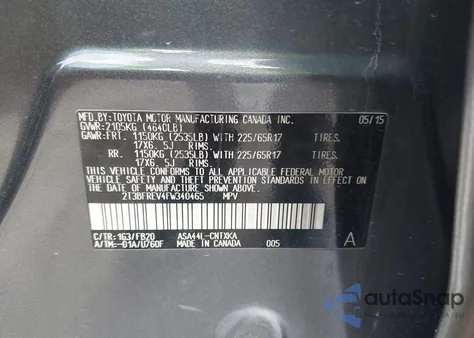 MFD.BY:TOYOTA MOTOR MANUFACTURING CANADA INC. 05/15
GVWR:2105KG (4640LB)
GAWR:FRT. 1150KG (2535LB) WITH 225/65R17 TIRES.
17X6.5J RIMS.
RR. 1150KG (2535LB) WITH 225/65R17 TIRES.
17X6.5J RIMS.
THIS VEHICLE CONFORMS TO ALL APPLICABLE FEDERAL MOTOR
VEHICLE SAFETY AND THEFT PREVENTION STANDARDS IN EFFECT
ON THE DATE OF MANUFACTURE SHOWN ABOVE.
2T3BFREV4FW340465 MPV
C/TR:1G3/FB20 ASA44L-CNTXKA
A/TM:-01A/U760F MADE IN CANADA 005 A
autoSnap